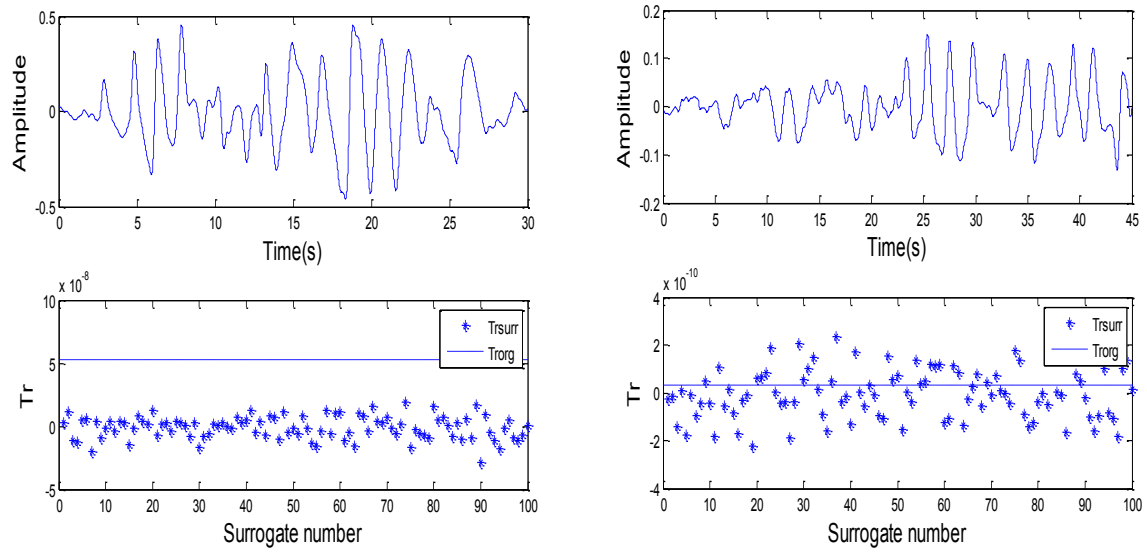 0.5
0
-0.5
Amplitude
0 5 10 15 20 25 30
Time(s)
0.2
0.1
0
-0.1
-0.2
Amplitude
0 5 10 15 20 25 30 35 40 45
Time(s)
x 10^-8
10
5
0
-5
Tr
Trsurr
Trorg
0 10 20 30 40 50 60 70 80 90 100
Surrogate number
x 10^-10
4
2
0
-2
-4
Tr
Trsurr
Trorg
0 10 20 30 40 50 60 70 80 90 100
Surrogate number